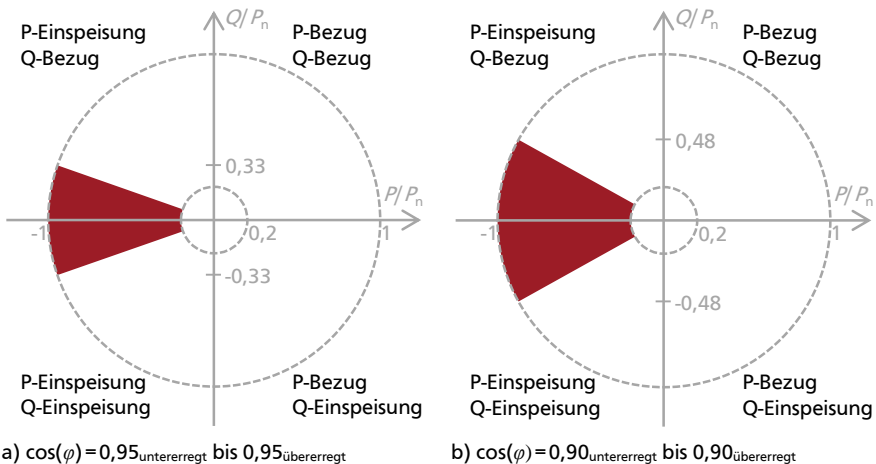 P-Einspeisung
Q-Bezug
Q/Pn
P-Bezug
Q-Bezug
0,33
P/Pn
-1
0,2
1
-0,33
P-Einspeisung
Q-Einspeisung
P-Bezug
Q-Einspeisung
a) cos(φ)=0,95untererregt bis 0,95übererregt
P-Einspeisung
Q-Bezug
Q/Pn
P-Bezug
Q-Bezug
0,48
P/Pn
-1
0,2
1
-0,48
P-Einspeisung
Q-Einspeisung
P-Bezug
Q-Einspeisung
b) cos(φ)=0,90untererregt bis 0,90übererregt